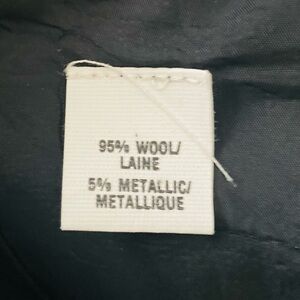 95% WOOL/
LAINE
5% METALLIC/
METALLIQUE